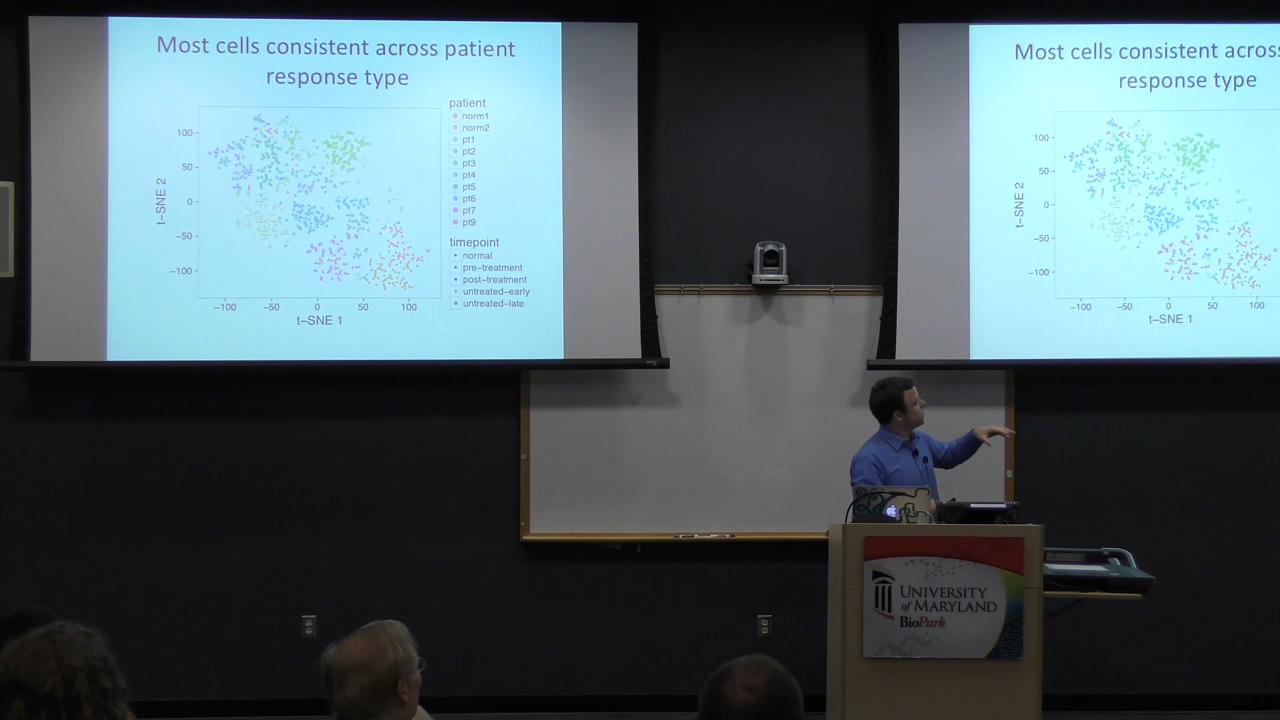 Most cells consistent across patient
response type
patient
norm1
norm2
pt1
pt2
pt3
pt4
pt5
pt6
pt7
pt9
timepoint
normal
pre-treatment
post-treatment
untreated-early
untreated-late
t-SNE 2
100
50
0
-50
-100
-100
-50
0
50
100
t-SNE 1
Most cells consistent across
response type
t-SNE 2
100
50
0
-50
-100
-100
-50
0
50
t-SNE 1
UNIVERSITY
of MARYLAND
BioPark